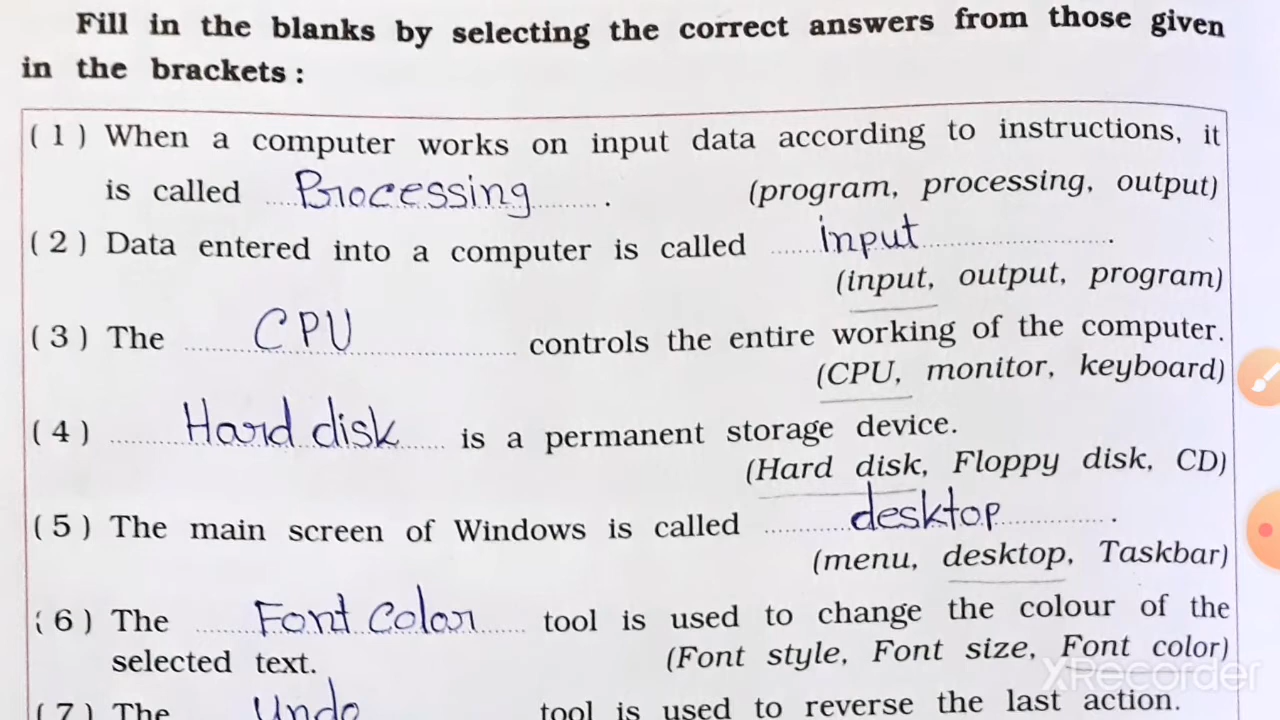 Fill in the blanks by selecting the correct answers from those given
in the brackets :
( 1 ) When a computer works on input data according to instructions, it
is called Processing. (program, processing, output)
( 2 ) Data entered into a computer is called input.
(input, output, program)
( 3 ) The CPU controls the entire working of the computer.
(CPU, monitor, keyboard)
( 4 ) Hard disk is a permanent storage device.
(Hard disk, Floppy disk, CD)
( 5 ) The main screen of Windows is called desktop.
(menu, desktop, Taskbar)
( 6 ) The Font Color tool is used to change the colour of the
selected text. (Font style, Font size, Font color)
XRecorder
( 7 ) The Undo tool is used to reverse the last action.